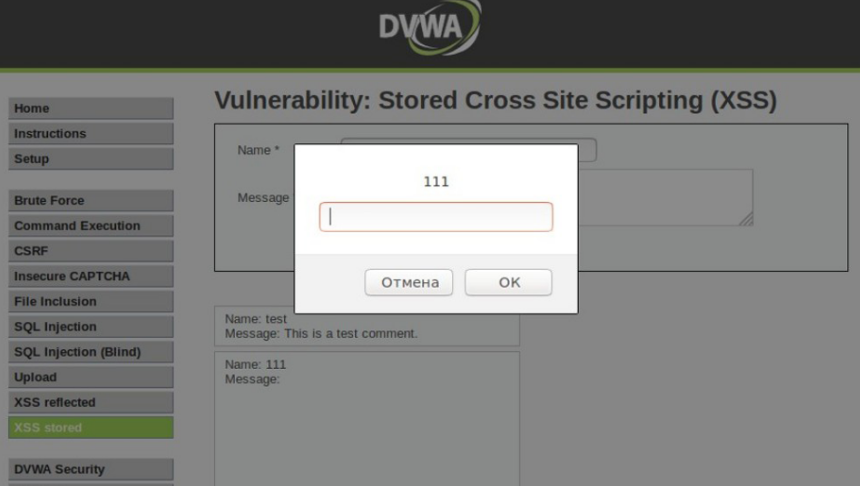 DVWA
Home
Instructions
Setup
Brute Force
Command Execution
CSRF
Insecure CAPTCHA
File Inclusion
SQL Injection
SQL Injection (Blind)
Upload
XSS reflected
XSS stored
DVWA Security
Vulnerability: Stored Cross Site Scripting (XSS)
Name *
Message
111
Отмена
ОК
Name: test
Message: This is a test comment.
Name: 111
Message: